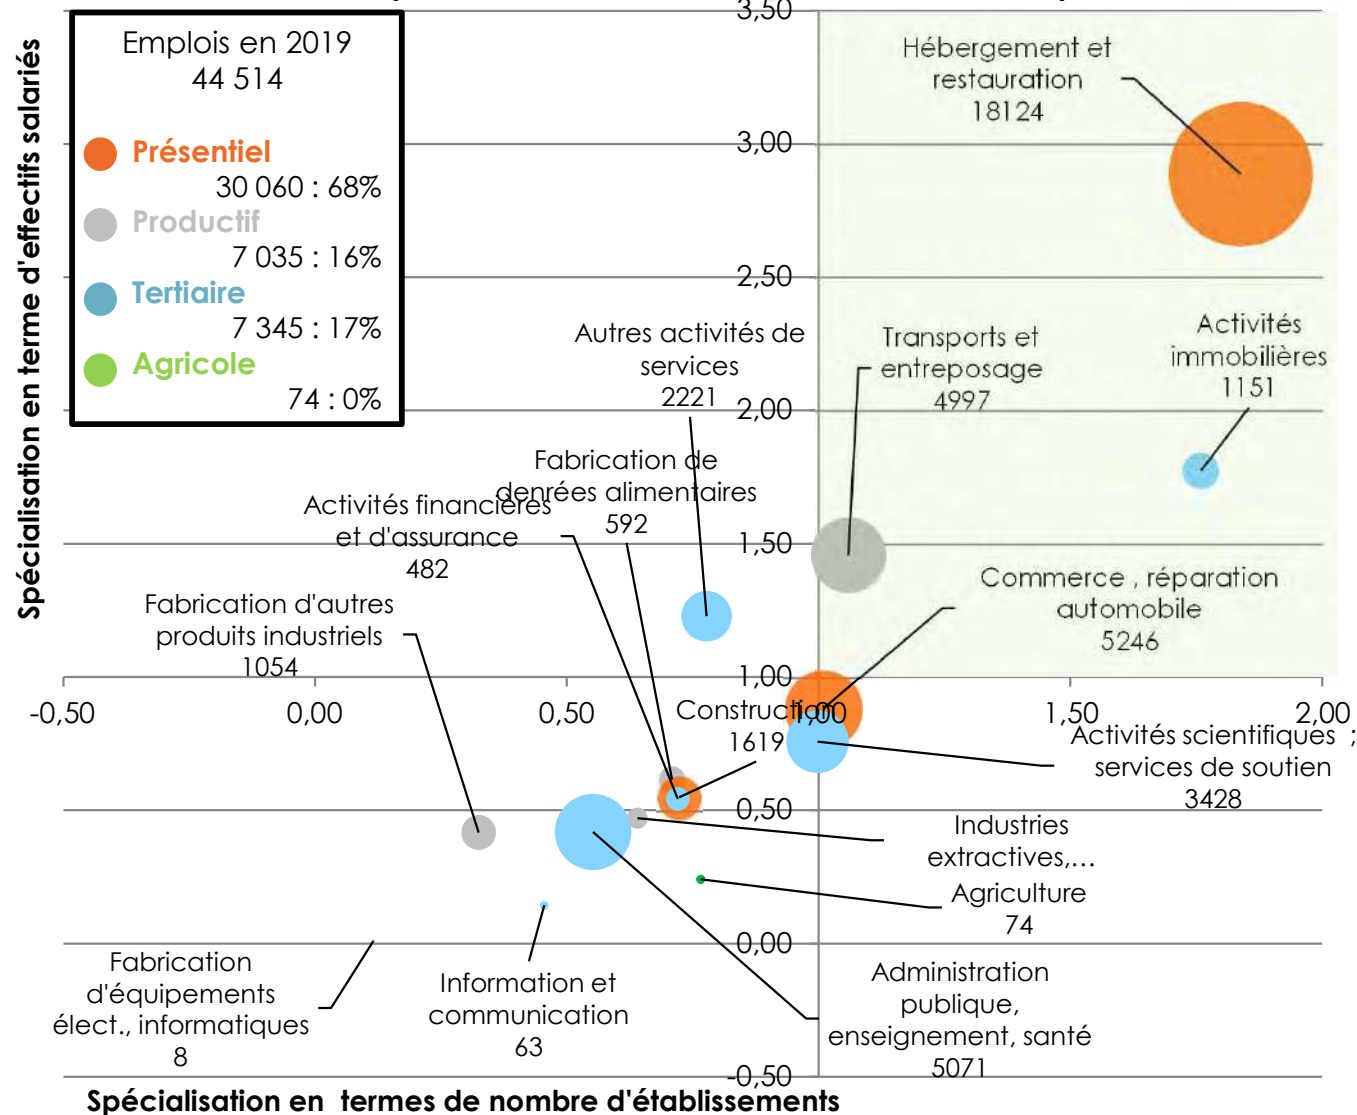 3,50
Emplois en 2019
44 514
Présentiel
30 060 : 68%
Productif
7 035 : 16%
Tertiaire
7 345 : 17%
Agricole
74 : 0%
Spécialisation en terme d'effectifs salariés
Hébergement et
restauration
18124
3,00
2,50
Autres activités de
services
2221
Transports et
entreposage
4997
Activités
immobilières
1151
2,00
Fabrication de
denrées alimentaires
592
Activités financières
et d'assurance
482
1,50
Commerce , réparation
automobile
5246
Fabrication d'autres
produits industriels
1054
1,00
-0,50
0,00
0,50
1,00
1,50
2,00
Construction
1619
Activités scientifiques ;
services de soutien
3428
0,50
Industries
extractives,…
Agriculture
74
0,00
Fabrication
d'équipements
élect., informatiques
8
Information et
communication
63
Administration
publique,
enseignement, santé
5071
-0,50
Spécialisation en termes de nombre d'établissements